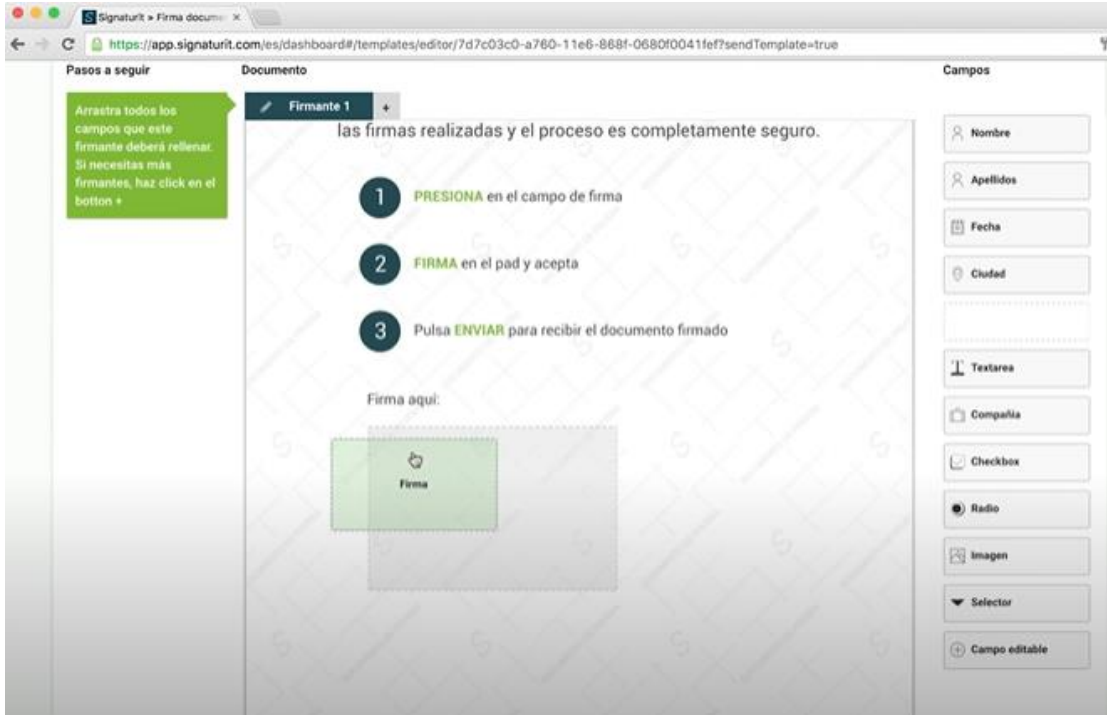 Signaturit » Firma docume
https://app.signaturit.com/es/dashboard#/templates/editor/7d7c03c0-a760-11e6-868f-0680f0041fef?sendTemplate=true
Pasos a seguir
Documento
Campos
Arrastra todos los
campos que este
firmante deberá rellenar.
Si necesitas más
firmantes, haz click en el
botton +
Firmante 1
+
las firmas realizadas y el proceso es completamente seguro.
1 PRESIONA en el campo de firma
2 FIRMA en el pad y acepta
3 Pulsa ENVIAR para recibir el documento firmado
Firma aquí:
Firma
Nombre
Apellidos
Fecha
Ciudad
Textarea
Compañía
Checkbox
Radio
Imagen
Selector
Campo editable